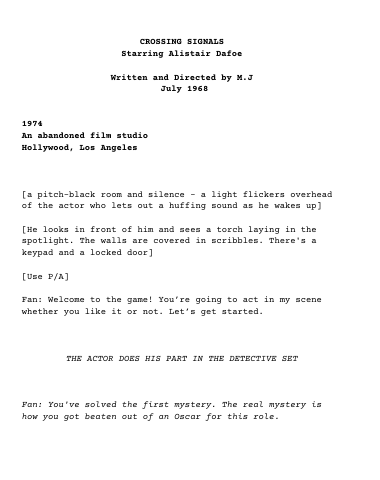 CROSSING SIGNALS
Starring Alistair Dafoe
Written and Directed by M.J
July 1968
1974
An abandoned film studio
Hollywood, Los Angeles
[a pitch-black room and silence – a light flickers overhead
of the actor who lets out a huffing sound as he wakes up]
[He looks in front of him and sees a torch laying in the
spotlight. The walls are covered in scribbles. There's a
keypad and a locked door]
[Use P/A]
Fan: Welcome to the game! You’re going to act in my scene
whether you like it or not. Let’s get started.
THE ACTOR DOES HIS PART IN THE DETECTIVE SET
Fan: You’ve solved the first mystery. The real mystery is
how you got beaten out of an Oscar for this role.